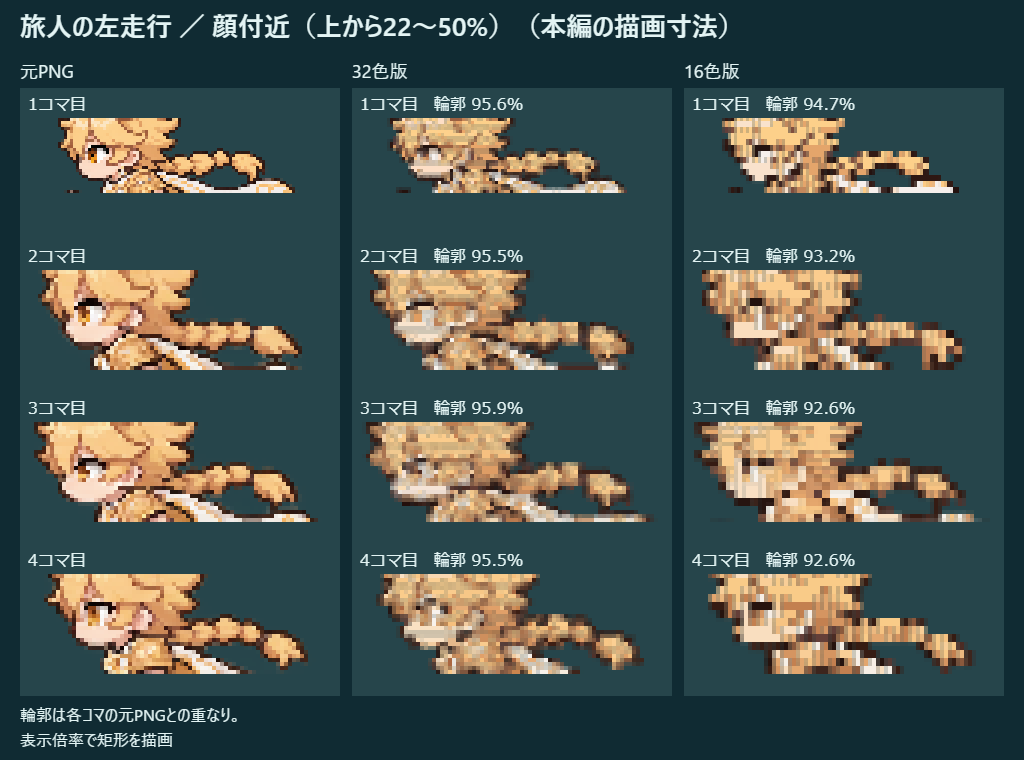 旅人の左走行 ／ 顔付近（上から22～50%）（本編の描画寸法）
元PNG 32色版 16色版
1コマ目 1コマ目 輪郭 95.6% 1コマ目 輪郭 94.7%
2コマ目 2コマ目 輪郭 95.5% 2コマ目 輪郭 93.2%
3コマ目 3コマ目 輪郭 95.9% 3コマ目 輪郭 92.6%
4コマ目 4コマ目 輪郭 95.5% 4コマ目 輪郭 92.6%
輪郭は各コマの元PNGとの重なり。
表示倍率で矩形を描画